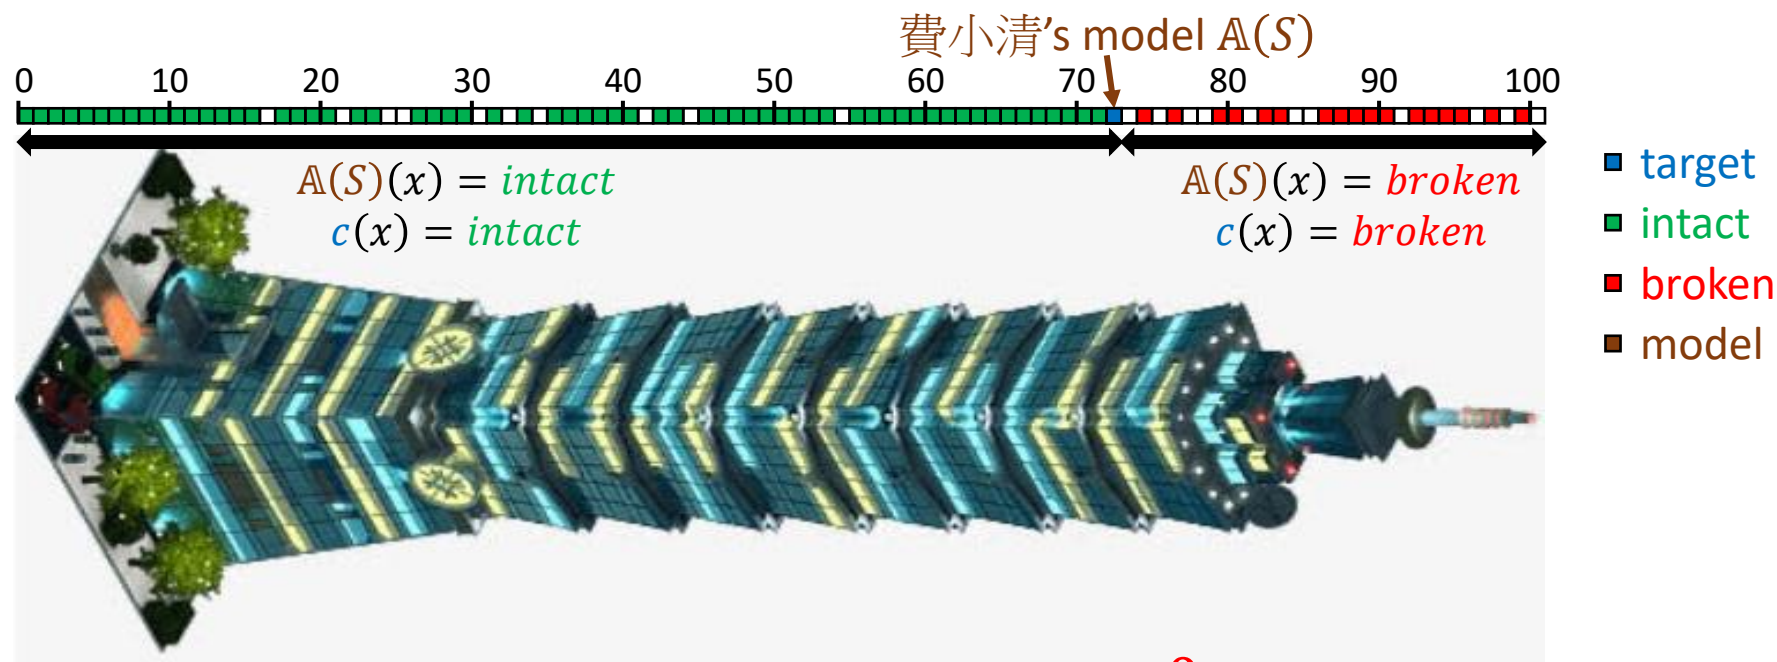 費小清's model 𝔸(S)
0 10 20 30 40 50 60 70 80 90 100
𝔸(S)(x) = intact
c(x) = intact
𝔸(S)(x) = broken
c(x) = broken
target
intact
broken
model